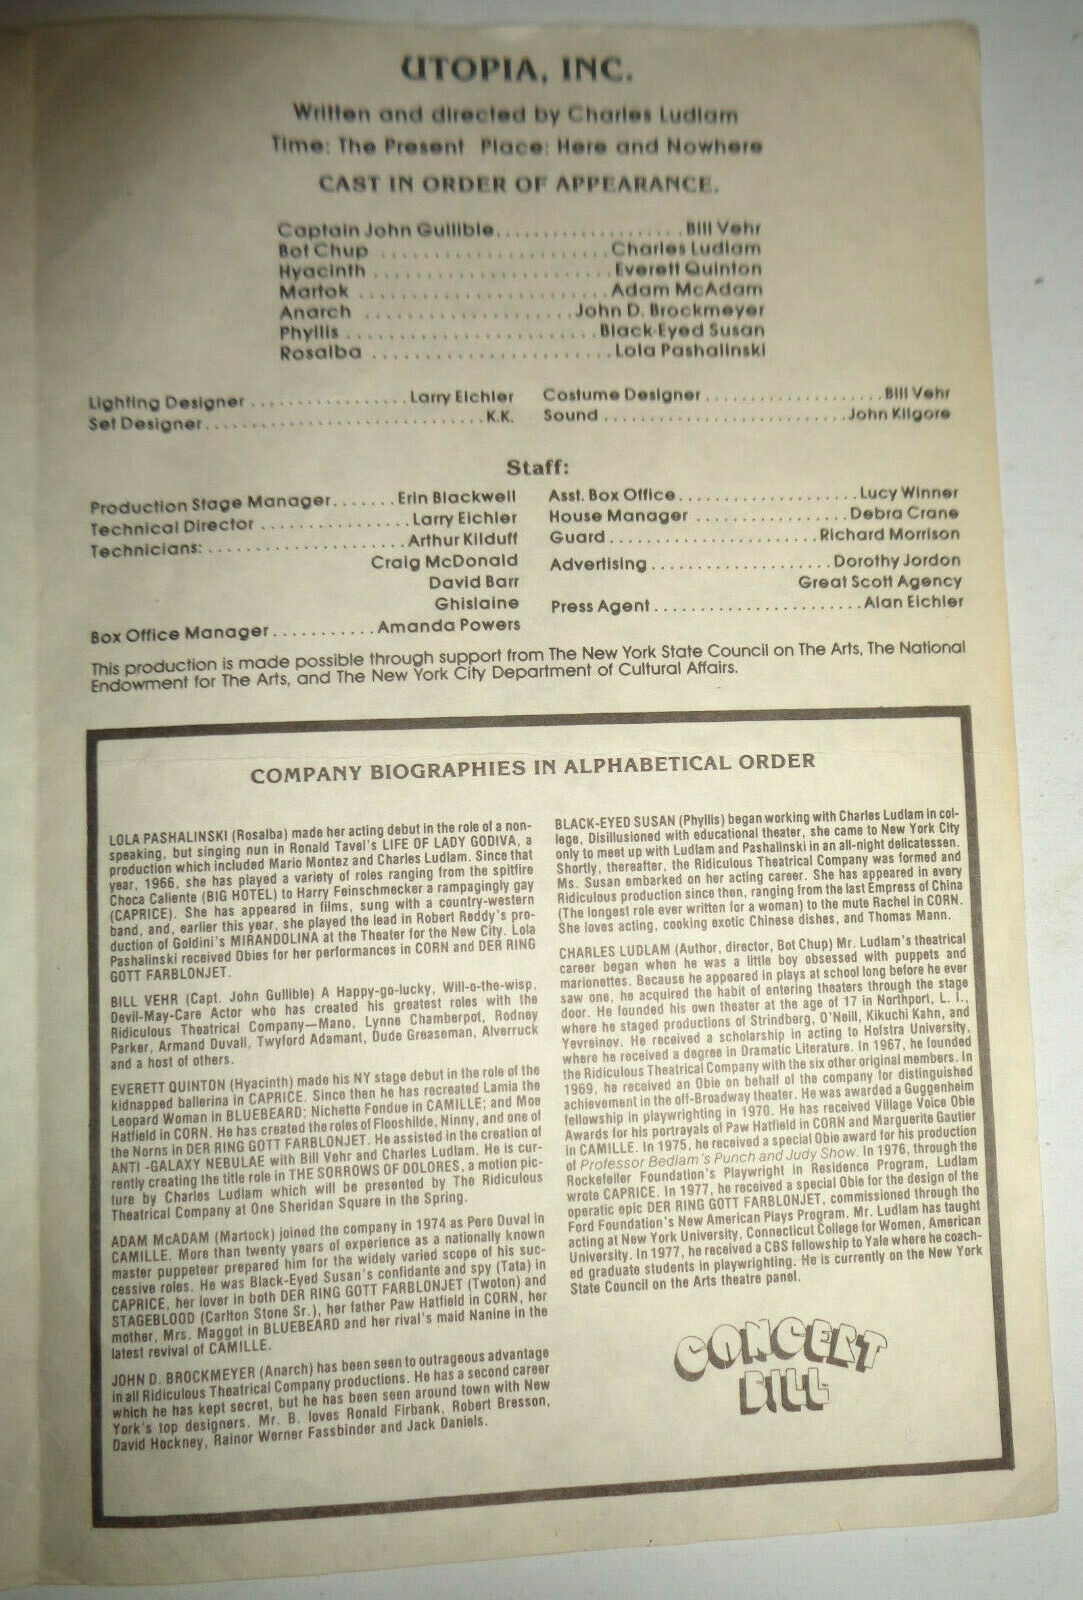 UTOPIA, INC.
Written and directed by Charles Ludlam
Time: The Present Place: Here and Nowhere
CAST IN ORDER OF APPEARANCE.
Captain John Gullible....................Bill Vehr
Bot Chup ......................Charles Ludlam
Hyacinth ......................Everett Quinton
Martok .......................Adam McAdam
Anarch ....................John D. Brockmeyer
Phyllis ........................Black-Eyed Susan
Rosalba .......................Lola Pashalinski
Lighting Designer ................Larry Eichler
Set Designer............................K.K.
Costume Designer ..................Bill Vehr
Sound ........................John Kilgore
Staff:
Production Stage Manager.......Erin Blackwell
Technical Director ...............Larry Eichler
Technicians: ....................Arthur Kilduff
Craig McDonald
David Barr
Ghislaine
Box Office Manager...........Amanda Powers
Asst. Box Office...................Lucy Winner
House Manager ................Debra Crane
Guard.......................Richard Morrison
Advertising ..................Dorothy Jordon
Great Scott Agency
Press Agent .....................Alan Eichler
This production is made possible through support from The New York State Council on The Arts, The National
Endowment for The Arts, and The New York City Department of Cultural Affairs.
COMPANY BIOGRAPHIES IN ALPHABETICAL ORDER
LOLA PASHALINSKI (Rosalba) made her acting debut in the role of a non-
speaking, but singing nun in Ronald Tavel's LIFE OF LADY GODIVA, a
production which included Mario Montez and Charles Ludlam. Since that
year, 1966, she has played a variety of roles ranging from the spitfire
Choca Caliente (BIG HOTEL) to Harry Feinschmecker a rampagingly gay
(CAPRICE). She has appeared in films, sung with a country-western
band, and, earlier this year, she played the lead in Robert Reddy's pro-
duction of Goldini's MIRANDOLINA at the Theater for the New City. Lola
Pashalinski received Obies for her performances in CORN and DER RING
GOTT FARBLONJET.
BILL VEHR (Capt. John Gullible) A Happy-go-lucky, Will-o-the-wisp,
Devil-May-Care Actor who has created his greatest roles with the
Ridiculous Theatrical Company—Mano, Lynne Chamberpot, Rodney
Parker, Armand Duvall, Twyford Adamant, Dude Greaseman, Alverruck
and a host of others.
EVERETT QUINTON (Hyacinth) made his NY stage debut in the role of the
kidnapped ballerina in CAPRICE. Since then he has recreated Lamia the
Leopard Woman in BLUEBEARD; Nichette Fondue in CAMILLE; and Moe
Hatfield in CORN. He has created the roles of Flooshilde, Ninny, and one of
the Norns in DER RING GOTT FARBLONJET. He assisted in the creation of
ANTI -GALAXY NEBULAE with Bill Vehr and Charles Ludlam. He is cur-
rently creating the title role in THE SORROWS OF DOLORES, a motion pic-
ture by Charles Ludlam which will be presented by The Ridiculous
Theatrical Company at One Sheridan Square in the Spring.
ADAM McADAM (Martock) joined the company in 1974 as Pere Duval in
CAMILLE. More than twenty years of experience as a nationally known
master puppeteer prepared him for the widely varied scope of his suc-
cessive roles. He was Black-Eyed Susan's confidante and spy (Tata) in
CAPRICE, her lover in both DER RING GOTT FARBLONJET (Twoton) and
STAGEBLOOD (Carlton Stone Sr.), her father Paw Hatfield in CORN, her
mother, Mrs. Maggot in BLUEBEARD and her rival's maid Nanine in the
latest revival of CAMILLE.
JOHN D. BROCKMEYER (Anarch) has been seen to outrageous advantage
in all Ridiculous Theatrical Company productions. He has a second career
which he has kept secret, but he has been seen around town with New
York's top designers. Mr. B. loves Ronald Firbank, Robert Bresson,
David Hockney, Rainor Werner Fassbinder and Jack Daniels.
BLACK-EYED SUSAN (Phyllis) began working with Charles Ludlam in col-
lege, Disillusioned with educational theater, she came to New York City
only to meet up with Ludlam and Pashalinski in an all-night delicatessen.
Shortly, thereafter, the Ridiculous Theatrical Company was formed and
Ms. Susan embarked on her acting career. She has appeared in every
Ridiculous production since then, ranging from the last Empress of China
(The longest role ever written for a woman) to the mute Rachel in CORN.
She loves acting, cooking exotic Chinese dishes, and Thomas Mann.
CHARLES LUDLAM (Author, director, Bot Chup) Mr. Ludlam's theatrical
career began when he was a little boy obsessed with puppets and
marionettes. Because he appeared in plays at school long before he ever
saw one, he acquired the habit of entering theaters through the stage
door. He founded his own theater at the age of 17 in Northport, L. I.,
where he staged productions of Strindberg, O'Neill, Kikuchi Kahn, and
Yevreinov. He received a scholarship in acting to Hofstra University,
where he received a degree in Dramatic Literature. In 1967, he founded
the Ridiculous Theatrical Company with the six other original members. In
1969, he received an Obie on behalf of the company for distinguished
achievement in the off-Broadway theater. He was awarded a Guggenheim
fellowship in playwrighting in 1970. He has received Village Voice Obie
Awards for his portrayals of Paw Hatfield in CORN and Marguerite Gautier
in CAMILLE. In 1975, he received a special Obie award for his production
of Professor Bedlam's Punch and Judy Show. In 1976, through the
Rockefeller Foundation's Playwright in Residence Program, Ludlam
wrote CAPRICE. In 1977, he received a special Obie for the design of the
operatic epic DER RING GOTT FARBLONJET, commissioned through the
Ford Foundation's New American Plays Program. Mr. Ludlam has taught
acting at New York University, Connecticut College for Women, American
University. In 1977, he received a CBS fellowship to Yale where he coach-
ed graduate students in playwrighting. He is currently on the New York
State Council on the Arts theatre panel.
CONCERT
BILL